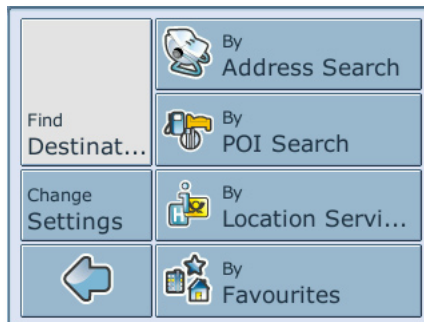 Find
Destinat...
Change
Settings
By
Address Search
By
POI Search
By
Location Servi...
By
Favourites